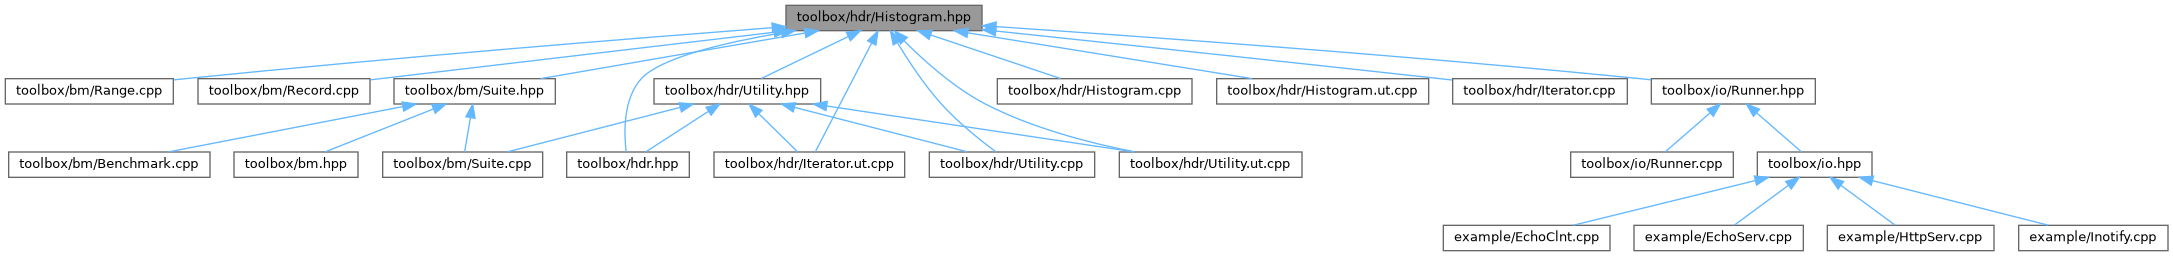 toolbox/hdr/Histogram.hpp
toolbox/bm/Range.cpp
toolbox/bm/Record.cpp
toolbox/bm/Suite.hpp
toolbox/hdr/Utility.hpp
toolbox/hdr/Histogram.cpp
toolbox/hdr/Histogram.ut.cpp
toolbox/hdr/Iterator.cpp
toolbox/io/Runner.hpp
toolbox/bm/Benchmark.cpp
toolbox/bm.hpp
toolbox/bm/Suite.cpp
toolbox/hdr.hpp
toolbox/hdr/Iterator.ut.cpp
toolbox/hdr/Utility.cpp
toolbox/hdr/Utility.ut.cpp
toolbox/io/Runner.cpp
toolbox/io.hpp
example/EchoClnt.cpp
example/EchoServ.cpp
example/HttpServ.cpp
example/Inotify.cpp